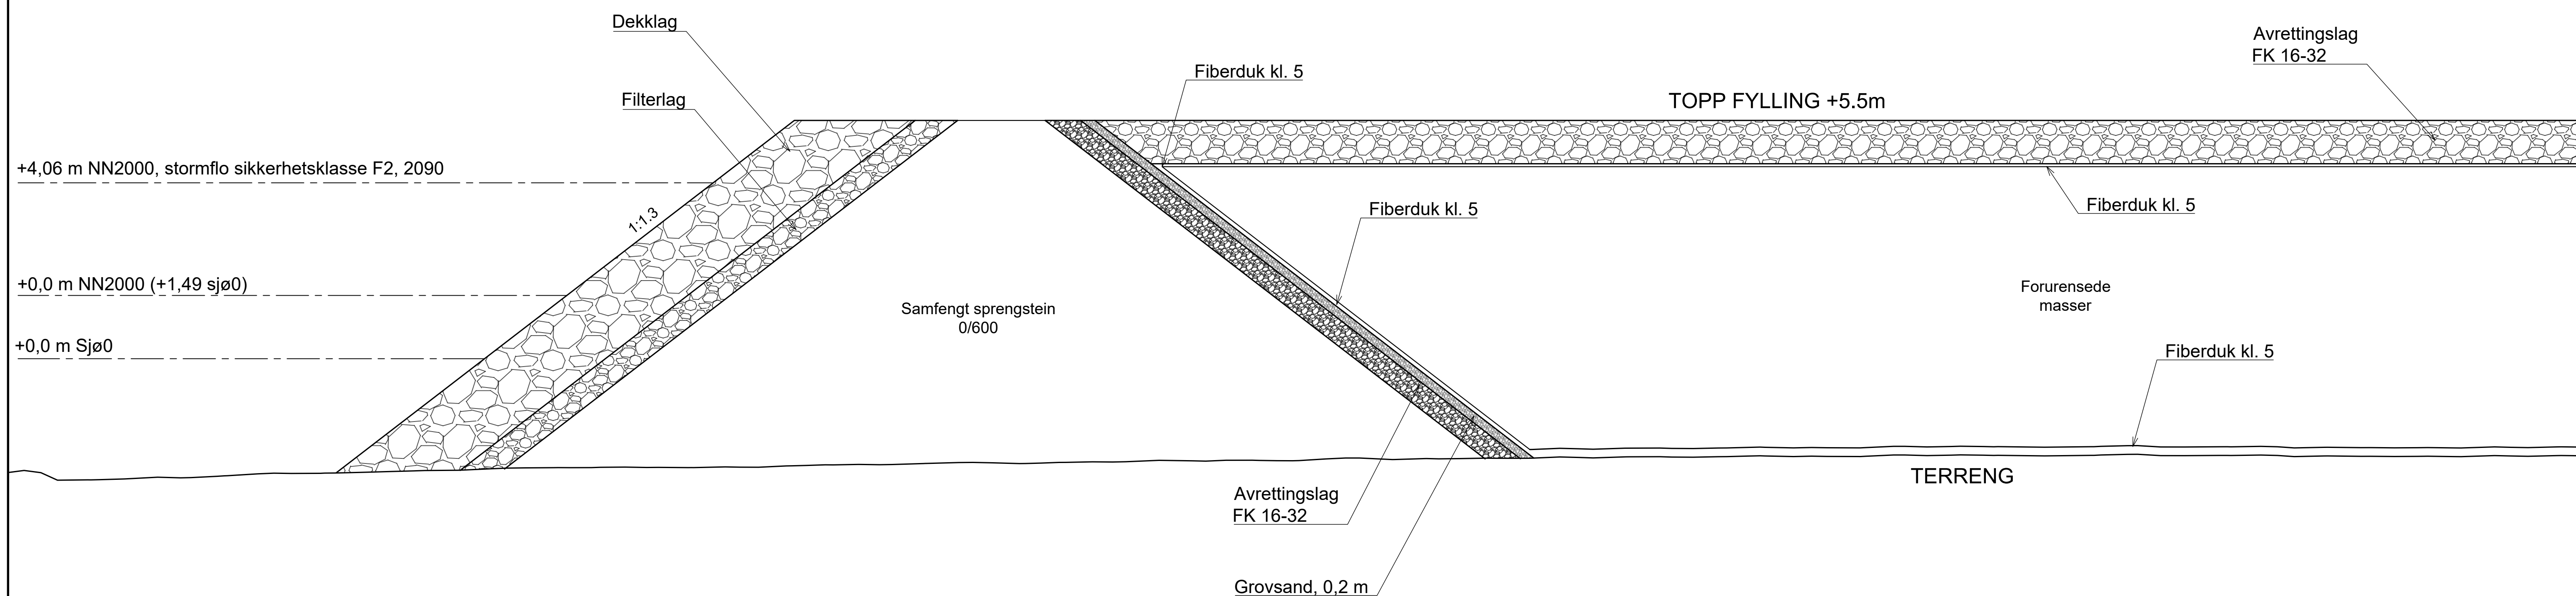 Dekklag
Avrettingslag
FK 16-32
Fiberduk kl. 5
Filterlag
TOPP FYLLING +5.5m
+4,06 m NN2000, stormflo sikkerhetsklasse F2, 2090
1:1.3
Fiberduk kl. 5
Fiberduk kl. 5
+0,0 m NN2000 (+1,49 sjø0)
Samfengt sprengstein
0/600
Forurensede
masser
+0,0 m Sjø0
Fiberduk kl. 5
TERRENG
Avrettingslag
FK 16-32
Grovsand, 0,2 m